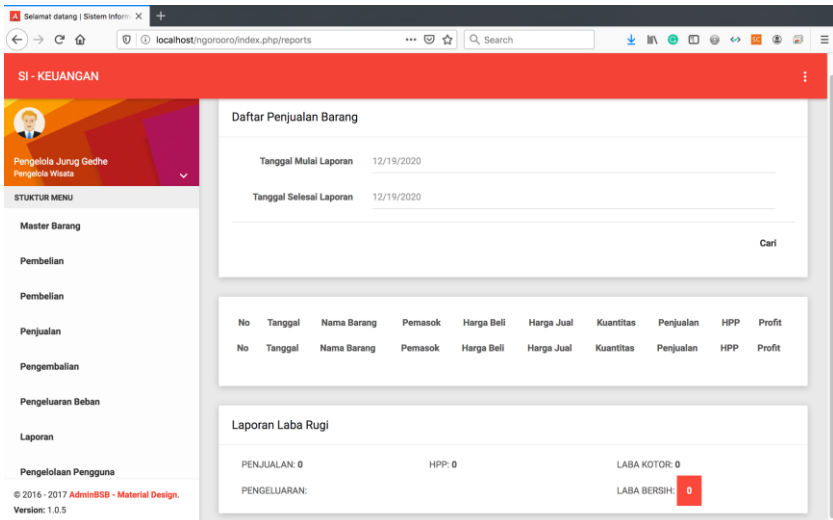 Selamat datang | Sistem Inform
localhost/ngorooro/index.php/reports
Search
SI - KEUANGAN
Pengelola Jurug Gedhe
Pengelola Wisata
STUKTUR MENU
Master Barang
Pembelian
Pembelian
Penjualan
Pengembalian
Pengeluaran Beban
Laporan
Pengelolaan Pengguna
© 2016 - 2017 AdminBSB - Material Design.
Version: 1.0.5
Daftar Penjualan Barang
Tanggal Mulai Laporan 12/19/2020
Tanggal Selesai Laporan 12/19/2020
Cari
No Tanggal Nama Barang Pemasok Harga Beli Harga Jual Kuantitas Penjualan HPP Profit
No Tanggal Nama Barang Pemasok Harga Beli Harga Jual Kuantitas Penjualan HPP Profit
Laporan Laba Rugi
PENJUALAN: 0 HPP: 0 LABA KOTOR: 0
PENGELUARAN: LABA BERSIH: 0